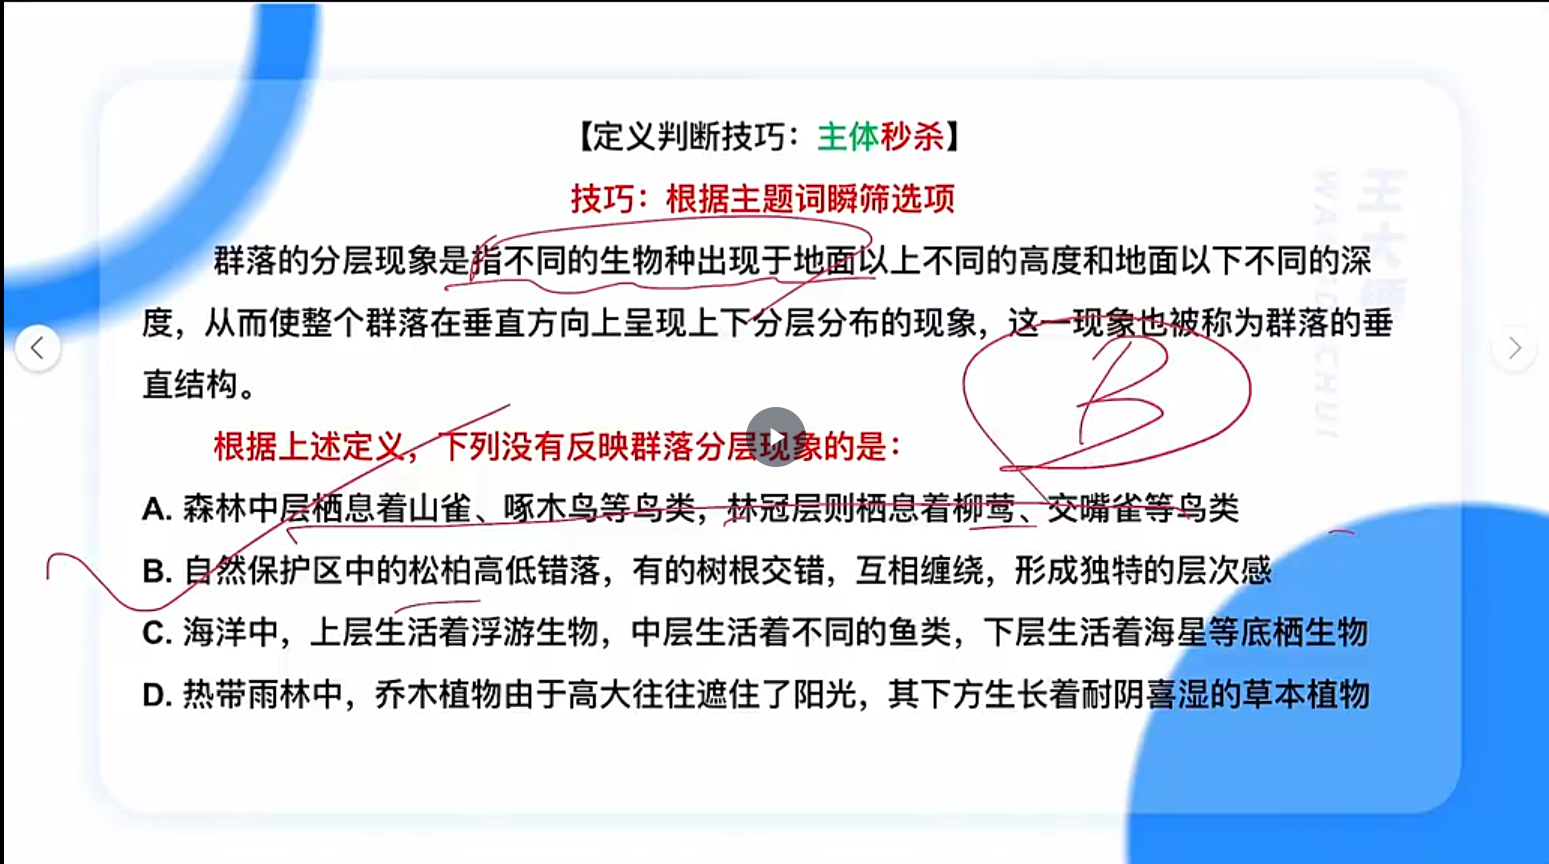 【定义判断技巧：主体秒杀】
技巧：根据主题词瞬筛选项
群落的分层现象是指不同的生物种出现于地面以上不同的高度和地面以下不同的深
度，从而使整个群落在垂直方向上呈现上下分层分布的现象，这一现象也被称为群落的垂
直结构。
B
根据上述定义，下列没有反映群落分层现象的是：
A. 森林中层栖息着山雀、啄木鸟等鸟类，林冠层则栖息着柳莺、交嘴雀等鸟类
B. 自然保护区中的松柏高低错落，有的树根交错，互相缠绕，形成独特的层次感
C. 海洋中，上层生活着浮游生物，中层生活着不同的鱼类，下层生活着海星等底栖生物
D. 热带雨林中，乔木植物由于高大往往遮住了阳光，其下方生长着耐阴喜湿的草本植物